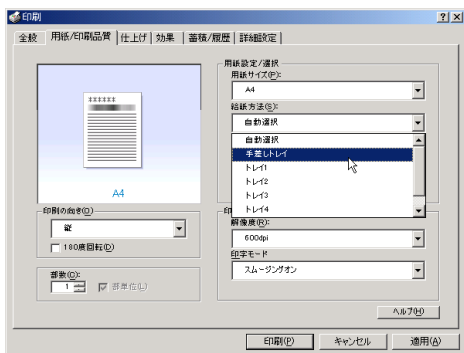 印刷
全般 用紙/印刷品質 仕上げ 効果 蓄積/履歴 詳細設定
用紙設定/選択
用紙サイズ(P):
A4
給紙方法(S):
自動選択
自動選択
手差しトレイ
トレイ1
トレイ2
トレイ3
トレイ4
******
A4
印刷の向き(O)
縦
180度回転(D)
部数(C):
1
部単位(L)
解像度(R):
600dpi
印字モード
スムージングオン
ヘルプ(H)
印刷(P) キャンセル 適用(A)